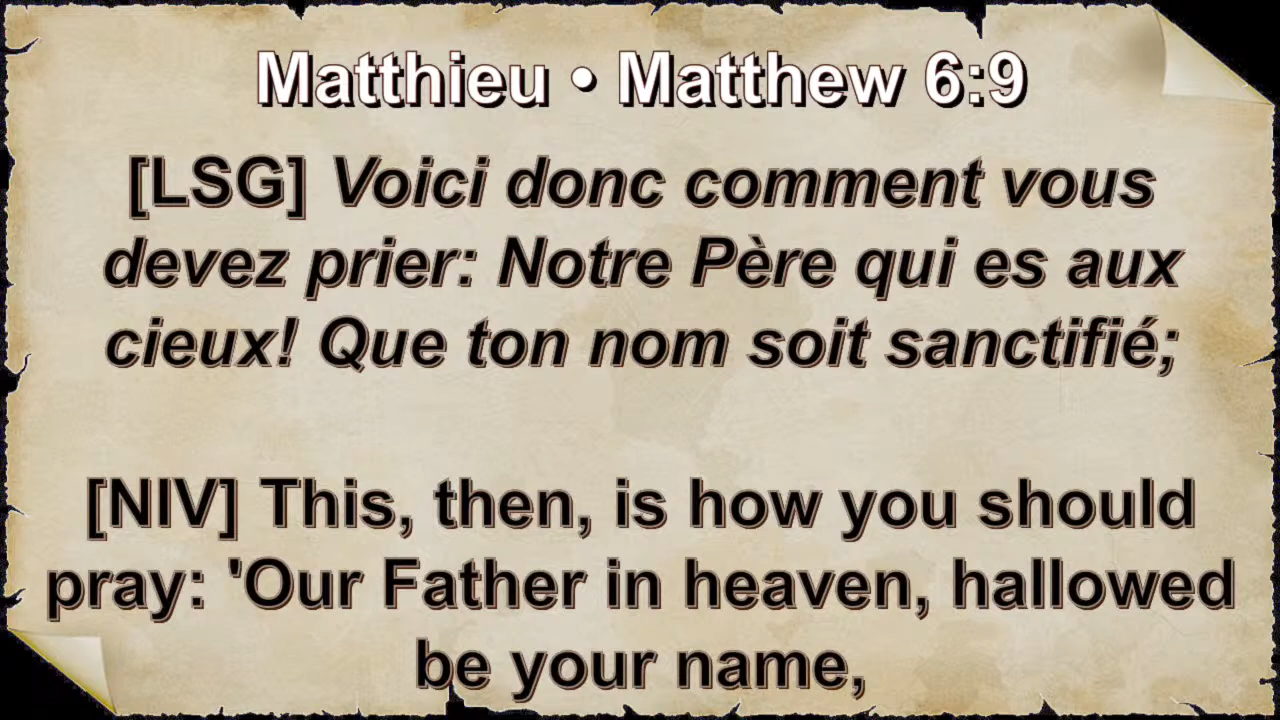 Matthieu • Matthew 6:9
[LSG] Voici donc comment vous
devez prier: Notre Père qui es aux
cieux! Que ton nom soit sanctifié;
[NIV] This, then, is how you should
pray: 'Our Father in heaven, hallowed
be your name,